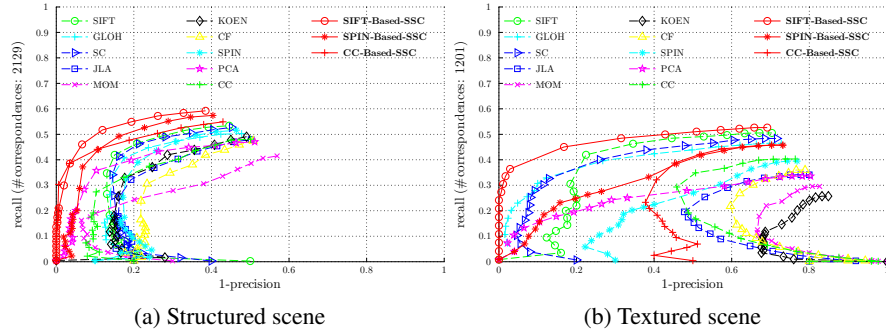 1
0.9
0.8
0.7
0.6
0.5
0.4
0.3
0.2
0.1
0
0 0.2 0.4 0.6 0.8 1
recall (#correspondences: 2129)
1-precision
SIFT
GLOH
SC
JLA
MOM
KOEN
CF
SPIN
PCA
CC
SIFT-Based-SSC
SPIN-Based-SSC
CC-Based-SSC
(a) Structured scene
1
0.9
0.8
0.7
0.6
0.5
0.4
0.3
0.2
0.1
0
0 0.2 0.4 0.6 0.8 1
recall (#correspondences: 1201)
1-precision
SIFT
GLOH
SC
JLA
MOM
KOEN
CF
SPIN
PCA
CC
SIFT-Based-SSC
SPIN-Based-SSC
CC-Based-SSC
(b) Textured scene